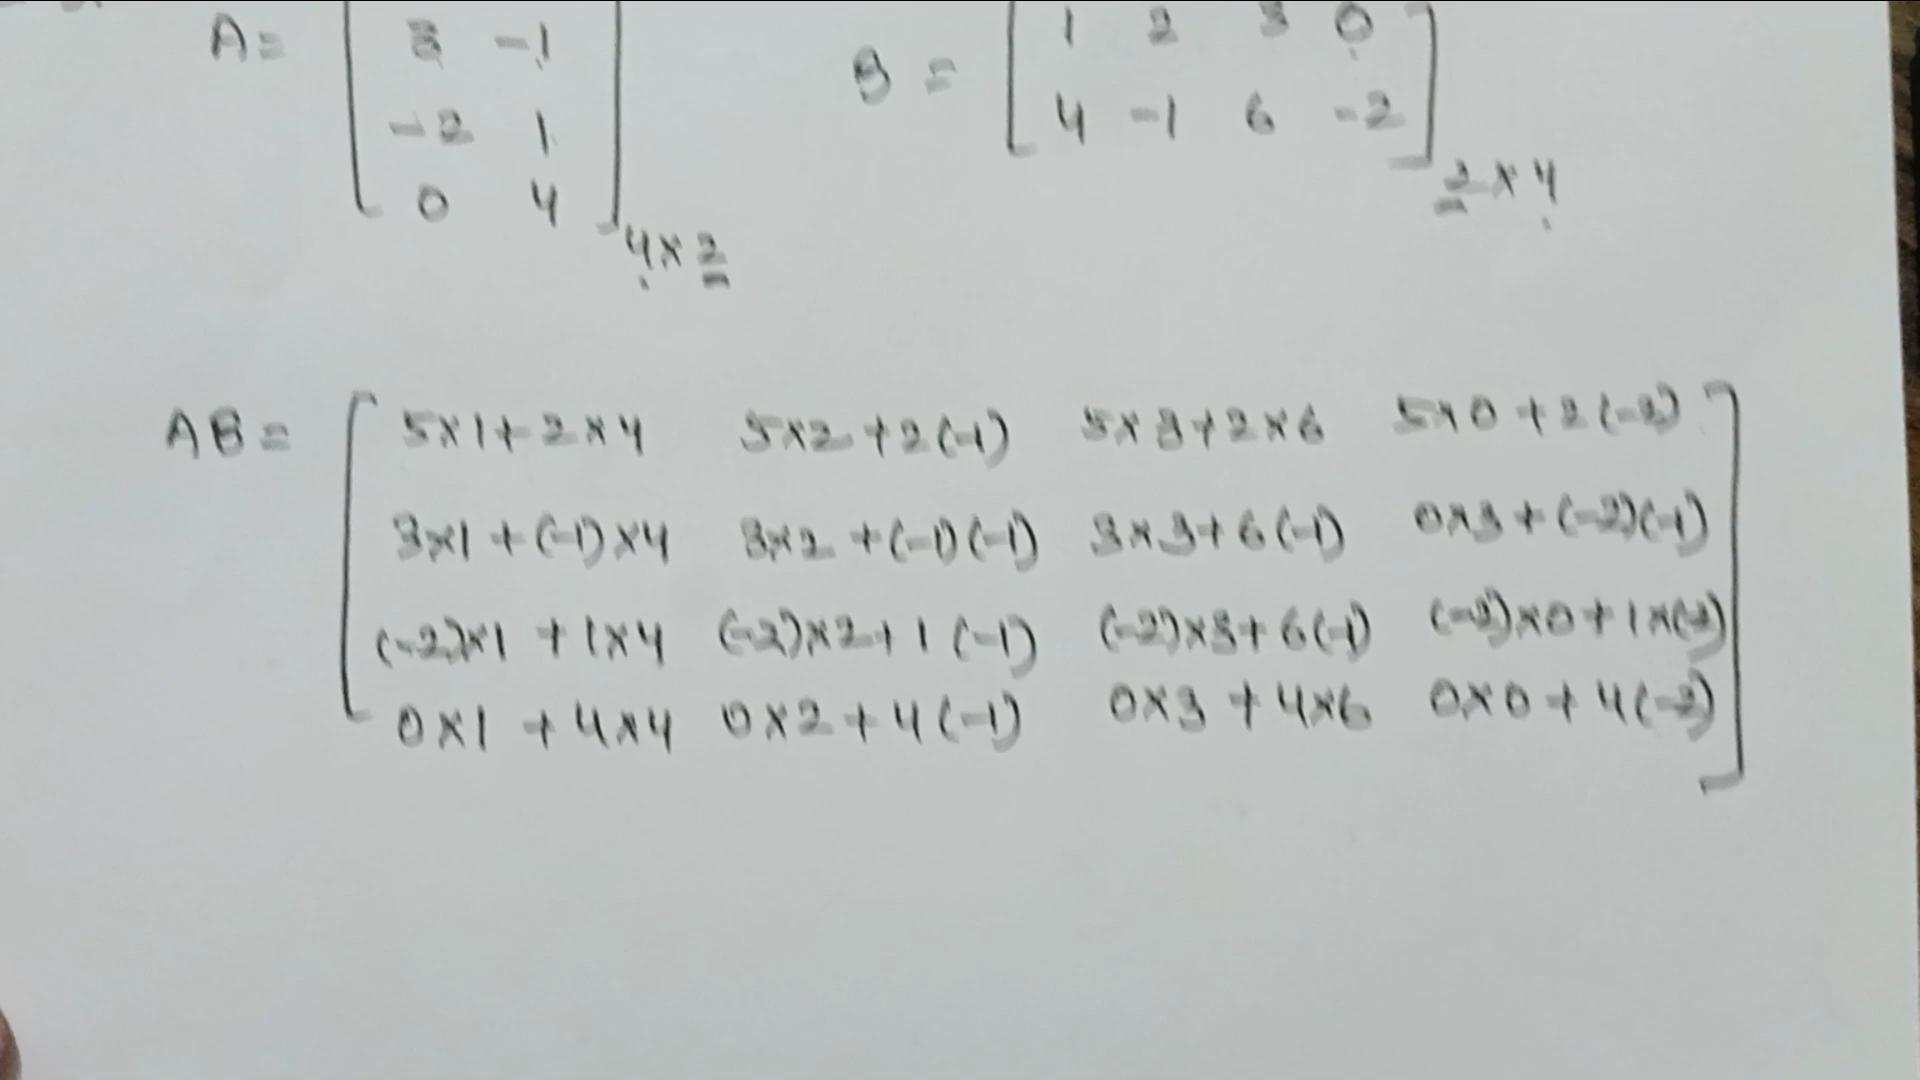 A = 3 -1 B = 1 2 3 0
-2 1 4 -1 6 -2
0 4 2 × 4
4 × 2
AB = 5×1+2×4 5×2+2(-1) 5×3+2×6 5×0+2(-2)
3×1+(-1)×4 3×2+(-1)(-1) 3×3+6(-1) 0×3+(-2)(-1)
(-2)×1+1×4 (-2)×2+1(-1) (-2)×3+6(-1) (-2)×0+1×(-2)
0×1+4×4 0×2+4(-1) 0×3+4×6 0×0+4(-2)